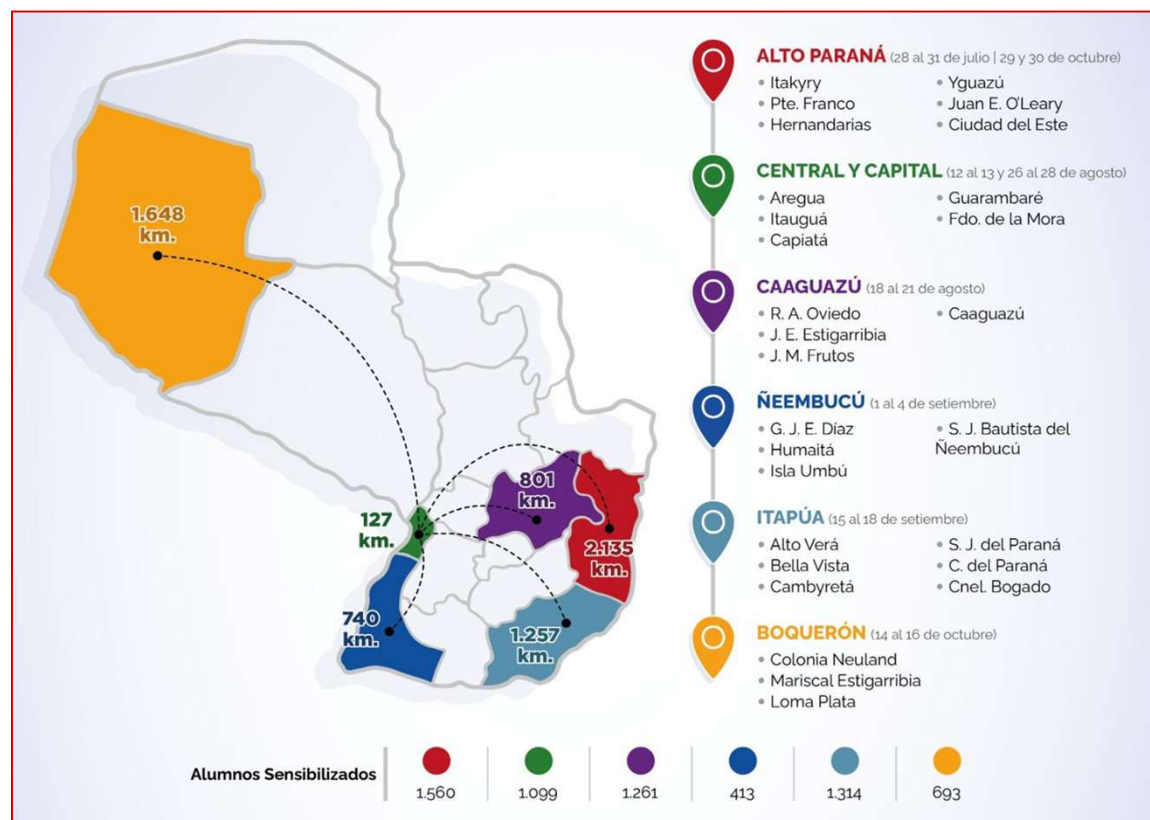 1.648
km.
127
km.
801
km.
2.135
km.
740
km.
1.257
km.
ALTO PARANÁ (28 al 31 de julio | 29 y 30 de octubre)
• Itakyry
• Pte. Franco
• Hernandarias
• Yguazú
• Juan E. O'Leary
• Ciudad del Este
CENTRAL Y CAPITAL (12 al 13 y 26 al 28 de agosto)
• Aregua
• Itauguá
• Capiatá
• Guarambaré
• Fdo. de la Mora
CAAGUAZÚ (18 al 21 de agosto)
• R. A. Oviedo
• J. E. Estigarribia
• J. M. Frutos
• Caaguazú
ÑEEMBUCÚ (1 al 4 de setiembre)
• G. J. E. Díaz
• Humaitá
• Isla Umbú
• S. J. Bautista del
Ñeembucú
ITAPÚA (15 al 18 de setiembre)
• Alto Verá
• Bella Vista
• Cambyretá
• S. J. del Paraná
• C. del Paraná
• Cnel. Bogado
BOQUERÓN (14 al 16 de octubre)
• Colonia Neuland
• Mariscal Estigarribia
• Loma Plata
Alumnos Sensibilizados
1.560
1.099
1.261
413
1.314
693